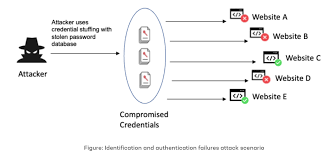 Attacker uses
credential stuffing with
stolen password
database
Attacker
Compromised
Credentials
Website A
Website B
Website C
Website D
Website E
Figure: Identification and authentication failures attack scenario